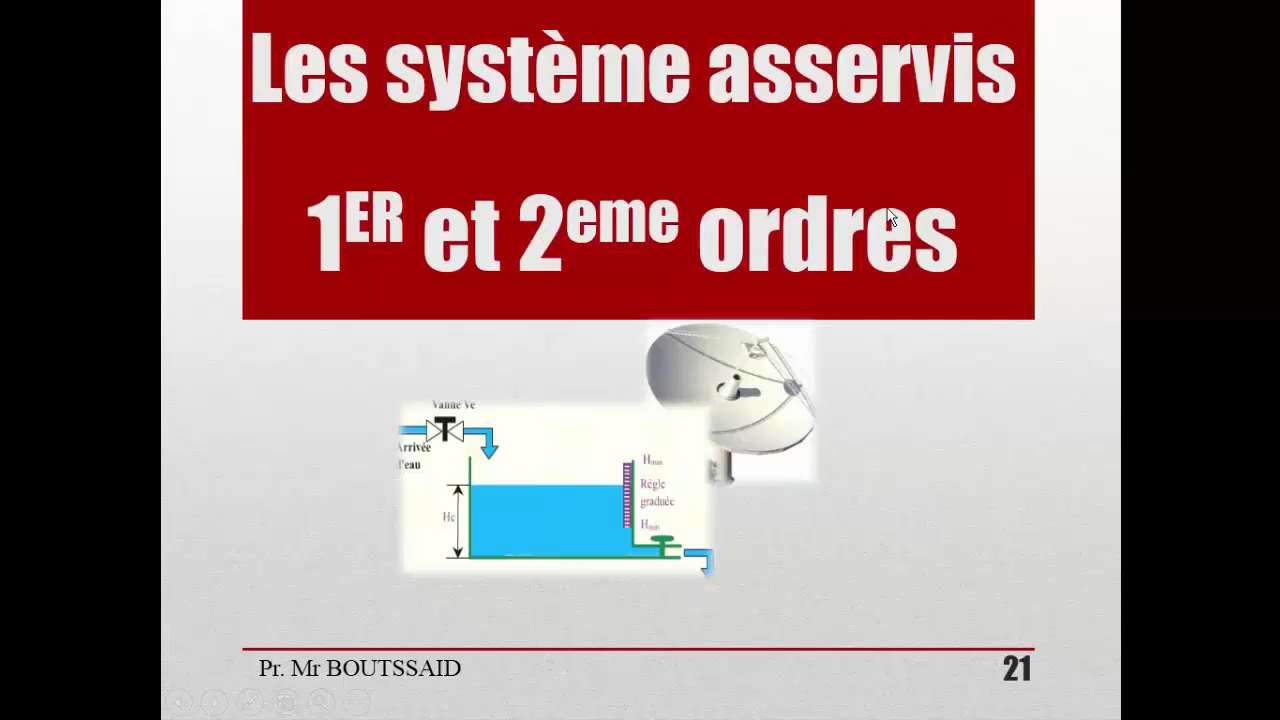 Les système asservis
1ER et 2eme ordres
Vanne Ve
Arrivée
d'eau
Hmax
Règle
graduée
Hc
Hmin
Pr. Mr BOUTSSAID
21